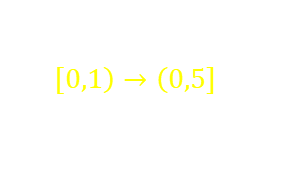 [0,1) → (0,5]